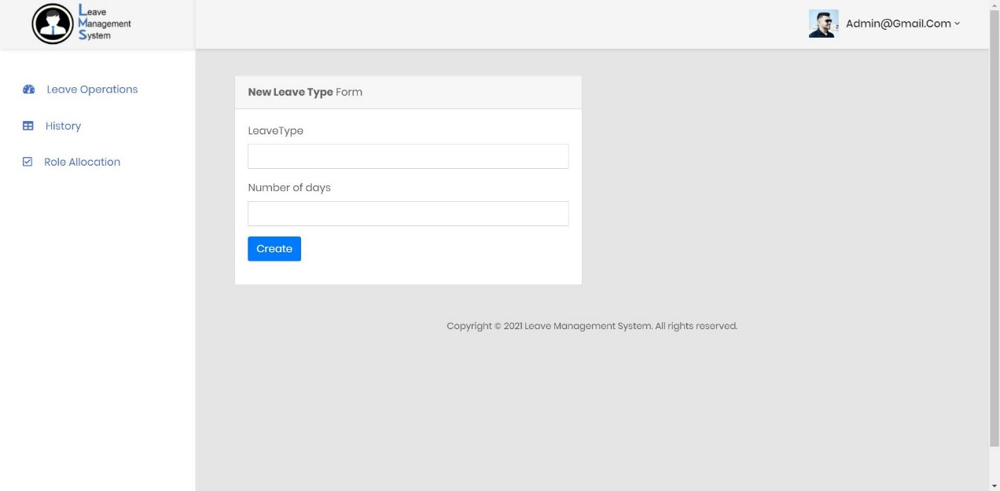 Leave
Management
System
Admin@Gmail.Com
Leave Operations
History
Role Allocation
New Leave Type Form
LeaveType
Number of days
Create
Copyright © 2021 Leave Management System. All rights reserved.